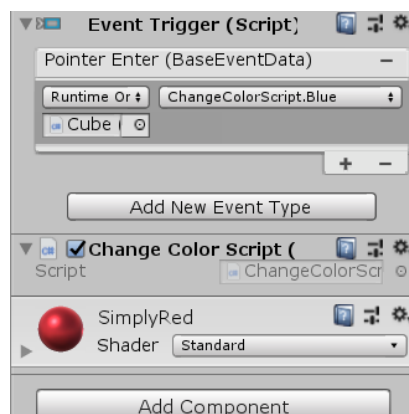 Event Trigger (Script)
Pointer Enter (BaseEventData)
Runtime Or ChangeColorScript.Blue
Cube (
Add New Event Type
Change Color Script (
Script ChangeColorScr
SimplyRed
Shader Standard
Add Component